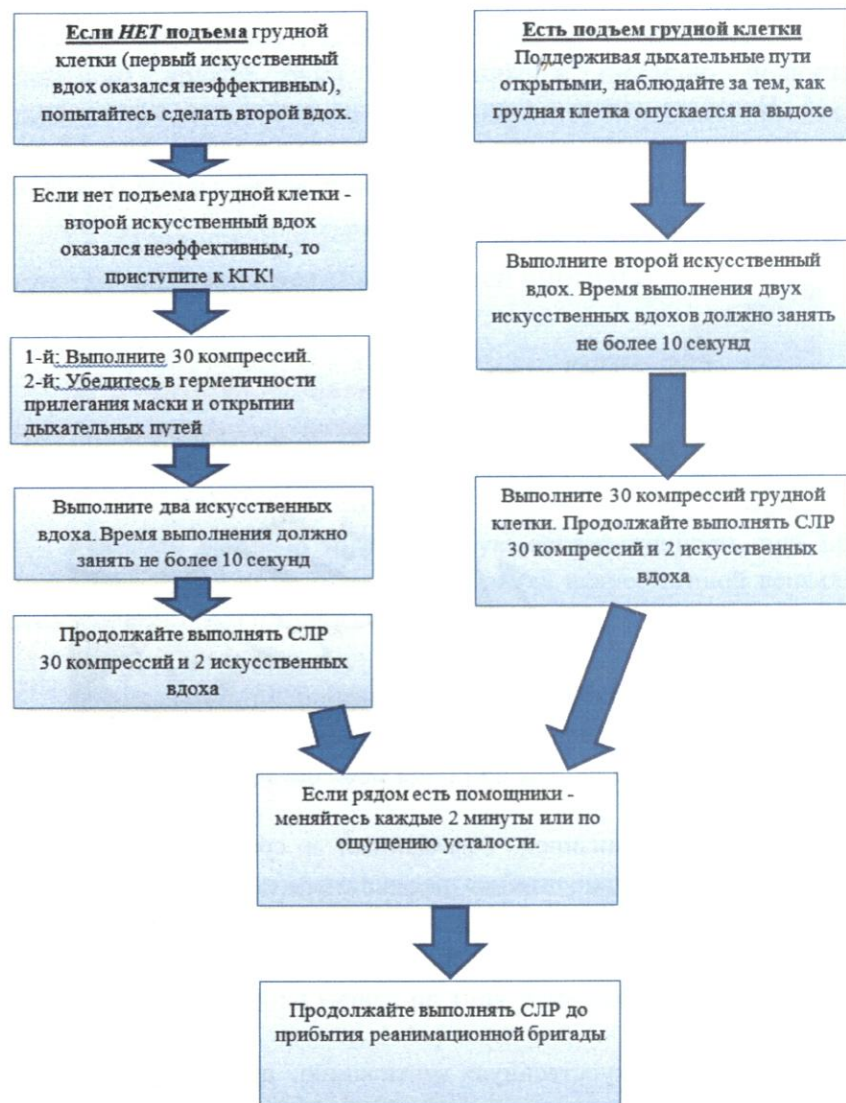 Если НЕТ подъема грудной
клетки (первый искусственный
вдох оказался неэффективным),
попытайтесь сделать второй вдох.
Если нет подъема грудной клетки -
второй искусственный вдох
оказался неэффективным, то
приступите к КГК!
1-й: Выполните 30 компрессий.
2-й: Убедитесь в герметичности
прилегания маски и открытии
дыхательных путей
Выполните два искусственных
вдоха. Время выполнения должно
занять не более 10 секунд
Продолжайте выполнять СЛР
30 компрессий и 2 искусственных
вдоха
Есть подъем грудной клетки
Поддерживая дыхательные пути
открытыми, наблюдайте за тем, как
грудная клетка опускается на выдохе
Выполните второй искусственный
вдох. Время выполнения двух
искусственных вдохов должно занять
не более 10 секунд
Выполните 30 компрессий грудной
клетки. Продолжайте выполнять СЛР
30 компрессий и 2 искусственных
вдоха
Если рядом есть помощники -
меняйтесь каждые 2 минуты или по
ощущению усталости.
Продолжайте выполнять СЛР до
прибытия реанимационной бригады